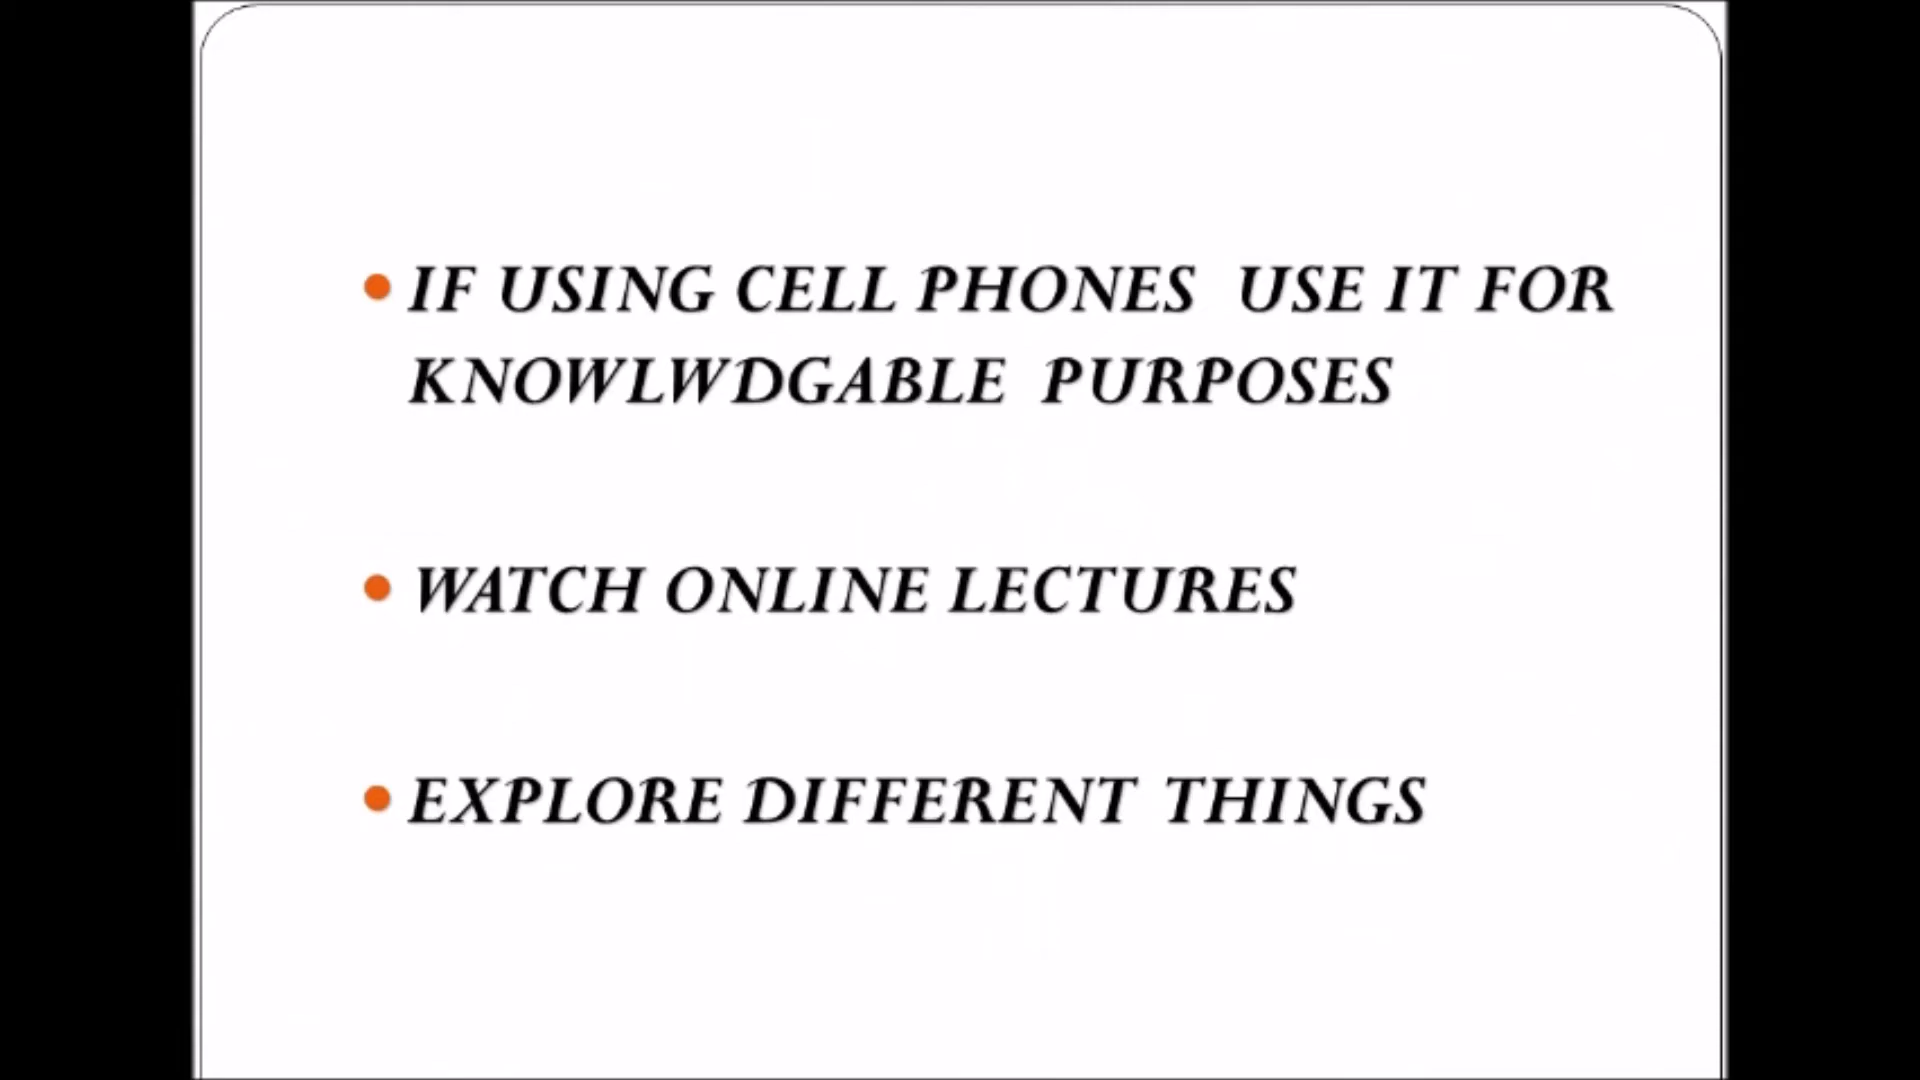 • IF USING CELL PHONES USE IT FOR
KNOWLWDGABLE PURPOSES
• WATCH ONLINE LECTURES
• EXPLORE DIFFERENT THINGS